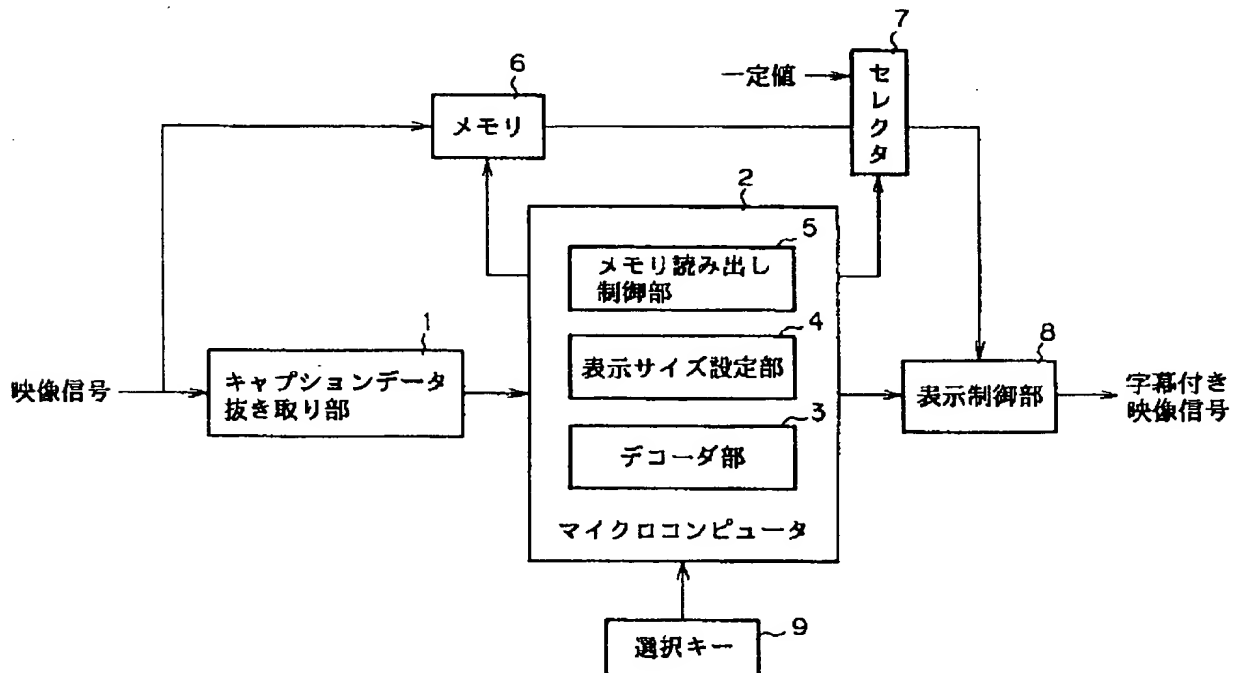 7
一定値
セレクタ
6
メモリ
2
5
メモリ読み出し
制御部
4
表示サイズ設定部
3
デコーダ部
マイクロコンピュータ
1
映像信号
キャプションデータ
抜き取り部
8
表示制御部
字幕付き
映像信号
9
選択キー